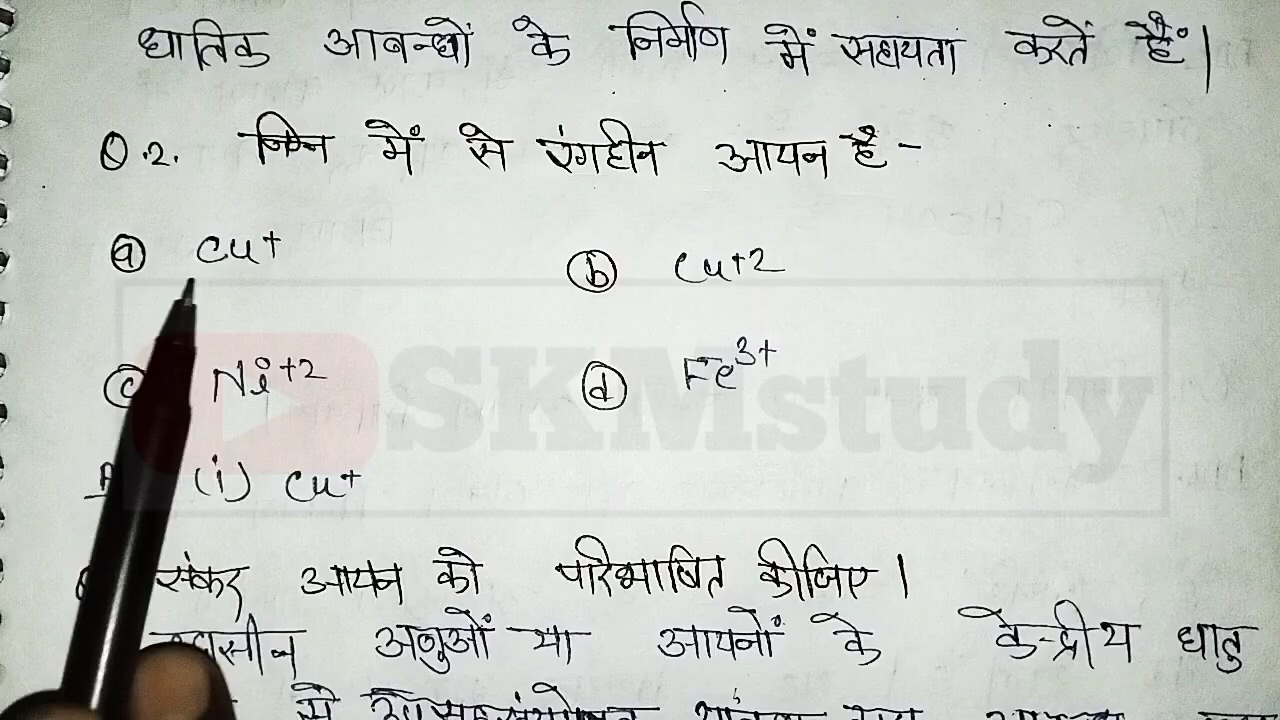 धात्विक आबन्धों के निर्माण में सहायता करतें हैं।
Q.2. निम्न में से रंगहीन आयन है -
(a) Cu+ (b) Cu+2
(c) Ni+2 (d) Fe3+
(i) Cu+
संकर आयन को परिभाषित कीजिए।
अनुओं या आयनों के केन्द्रीय धातु
से
SKMstudy